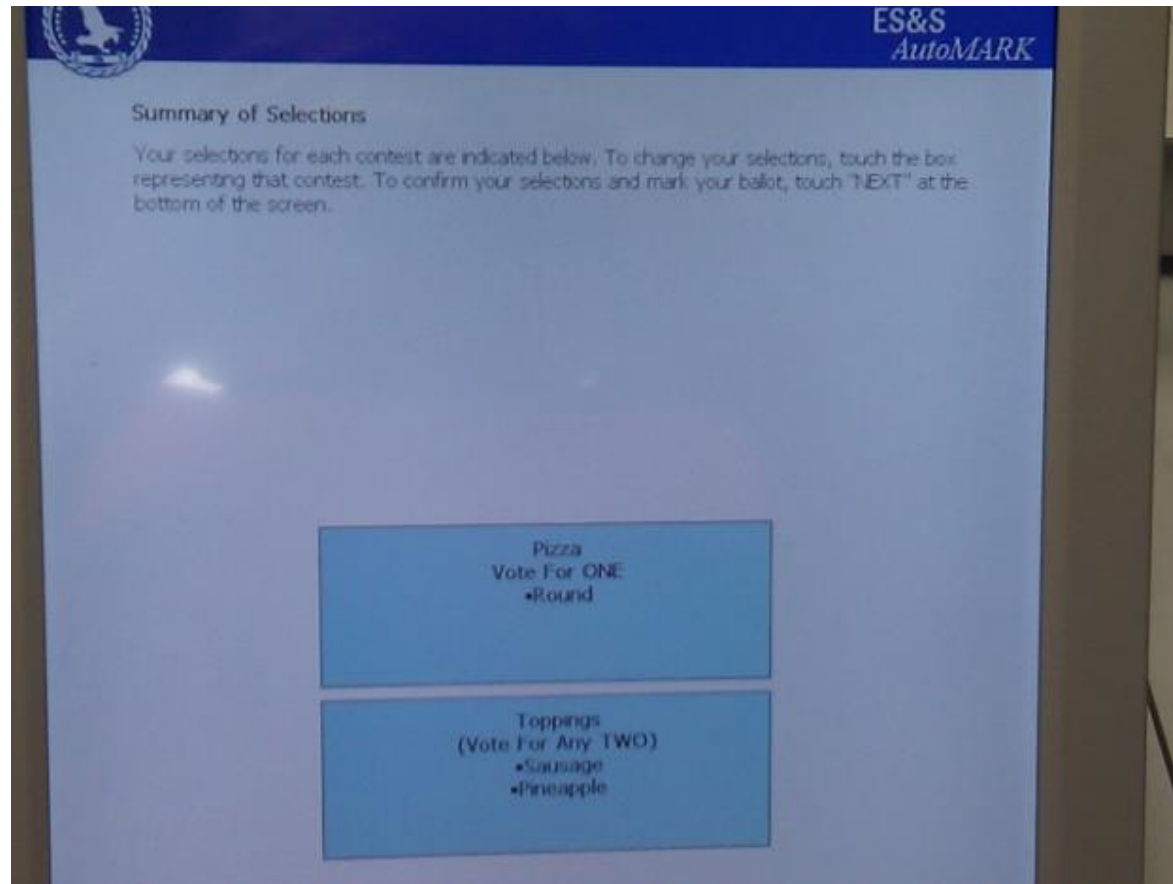 ES&S
AutoMARK
Summary of Selections
Your selections for each contest are indicated below. To change your selections, touch the box
representing that contest. To confirm your selections and mark your ballot, touch "NEXT" at the
bottom of the screen.
Pizza
Vote For ONE
•Round
Toppings
(Vote For Any TWO)
•Sausage
•Pineapple